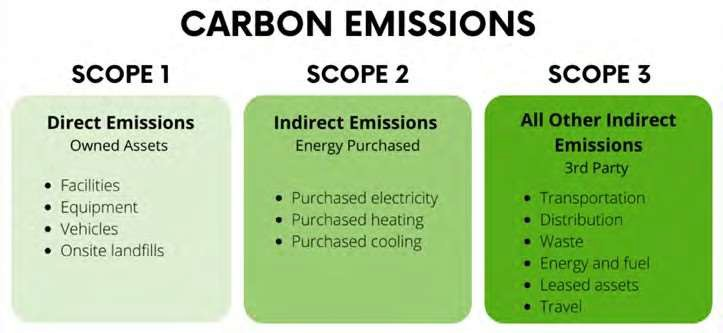 CARBON EMISSIONS
SCOPE 1
Direct Emissions
Owned Assets
• Facilities
• Equipment
• Vehicles
• Onsite landfills
SCOPE 2
Indirect Emissions
Energy Purchased
• Purchased electricity
• Purchased heating
• Purchased cooling
SCOPE 3
All Other Indirect
Emissions
3rd Party
• Transportation
• Distribution
• Waste
• Energy and fuel
• Leased assets
• Travel